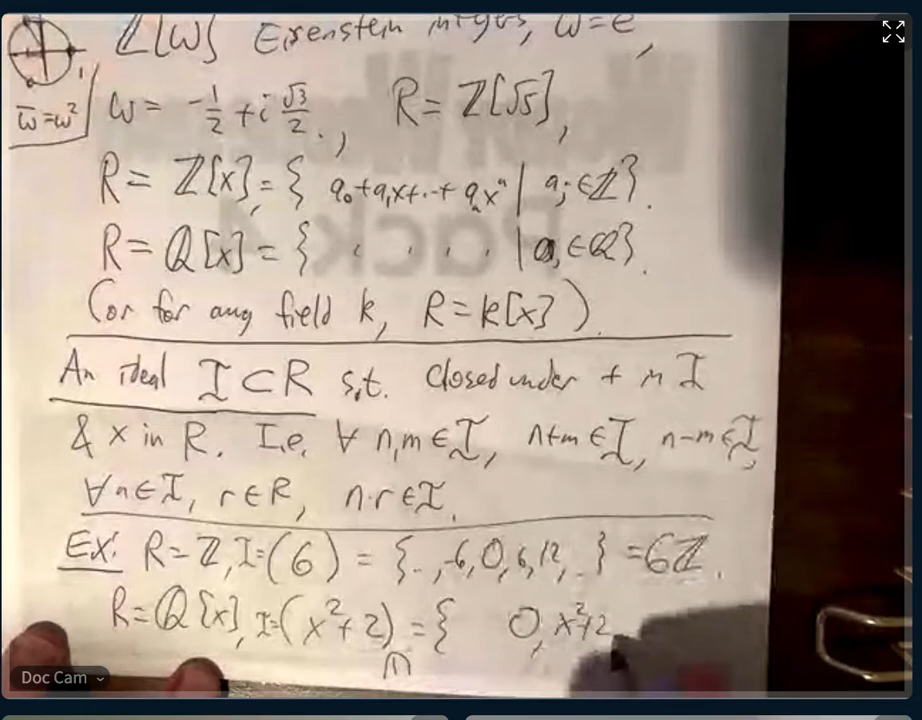 Z[ω] Eisenstein integers, ω=e ,
ω̄=ω² ω = -1/2 + i √3/2 , R = Z[√5],
R = Z[x] = { a₀+a₁x+..+aₙxⁿ | aᵢ∈Z}.
R = Q[x] = { . . . . | aᵢ∈Q}.
(or for any field k, R = k[x]).
An ideal I⊂R s.t. closed under + in I
& × in R. I.e. ∀ n,m∈I, n+m∈I, n-m∈I,
∀n∈I, r∈R, n·r∈I.
Ex: R=Z, I=(6) = {.., -6, 0, 6, 12, ..} = 6Z.
R=Q[x], I=(x²+2) = { 0, x²+2
Doc Cam